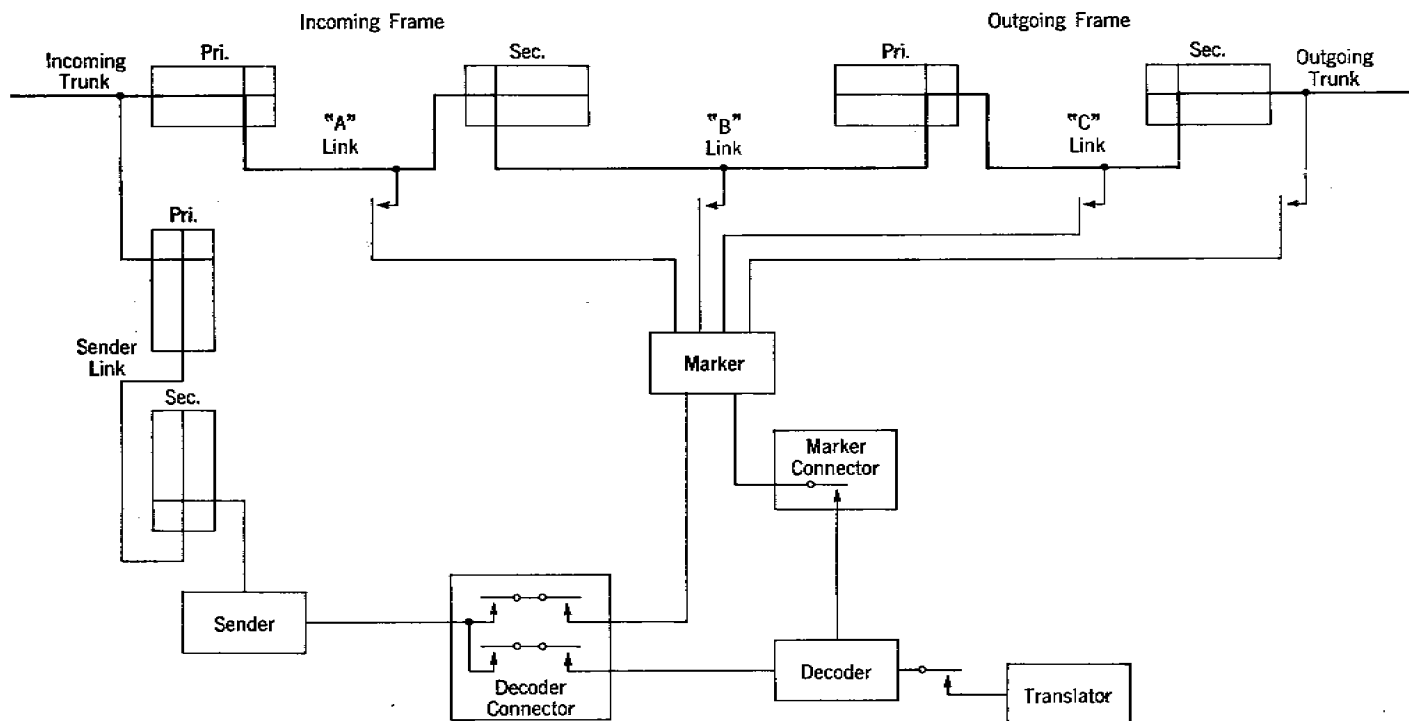 Incoming Frame
Outgoing Frame
Pri.
Sec.
Pri.
Sec.
Incoming
Trunk
Outgoing
Trunk
"A"
Link
"B"
Link
"C"
Link
Pri.
Sender
Link
Sec.
Marker
Marker
Connector
Sender
Decoder
Connector
Decoder
Translator